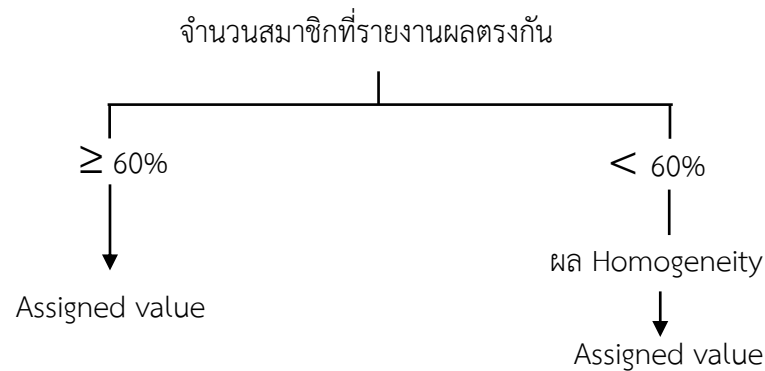 จำนวนสมาชิกที่รายงานผลตรงกัน
≥ 60%
< 60%
ผล Homogeneity
Assigned value
Assigned value